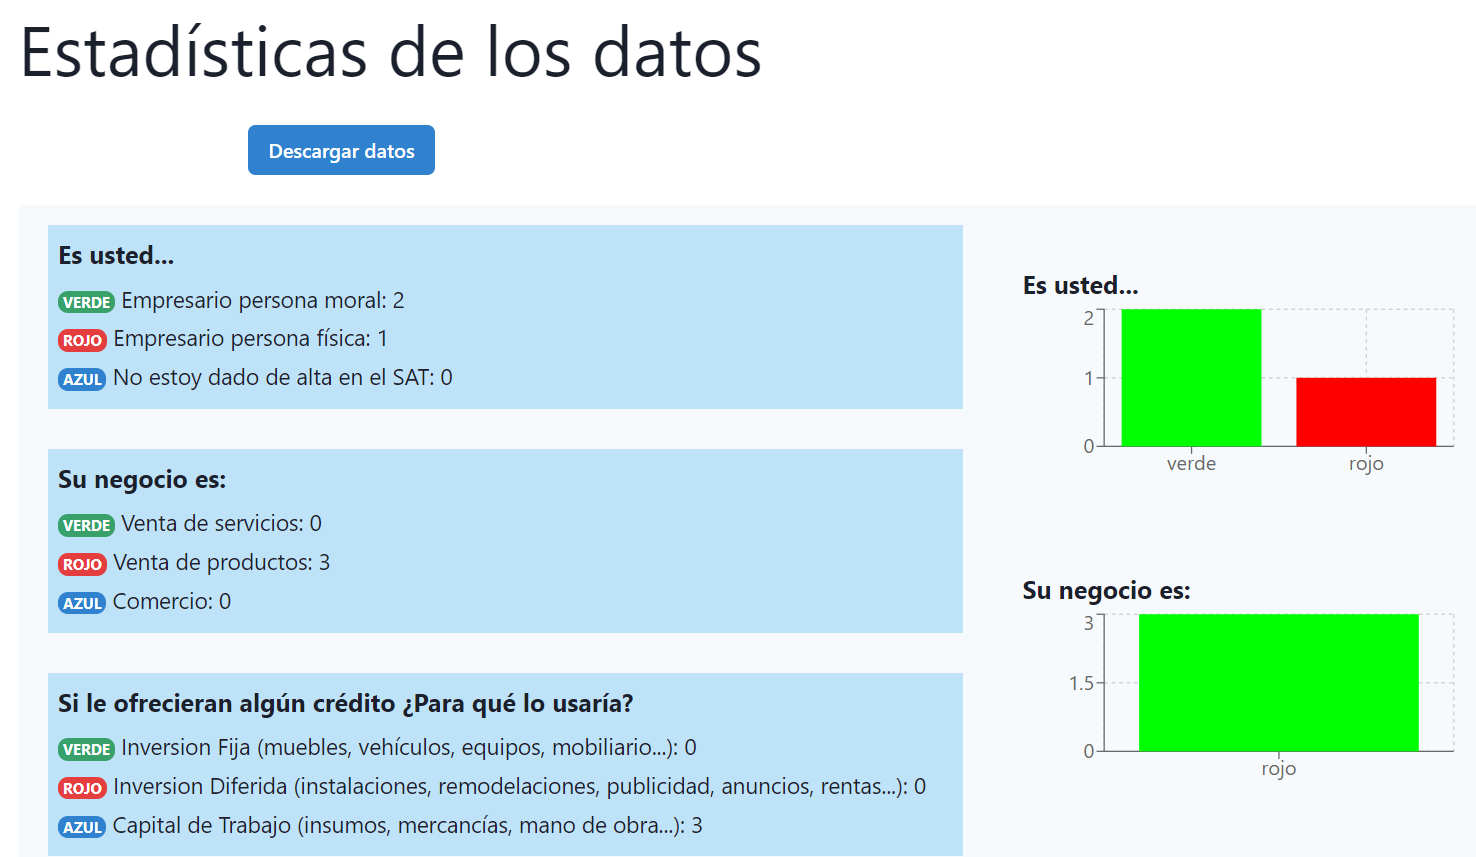 Estadísticas de los datos
Descargar datos
Es usted...
VERDE Empresario persona moral: 2
ROJO Empresario persona física: 1
AZUL No estoy dado de alta en el SAT: 0
Su negocio es:
VERDE Venta de servicios: 0
ROJO Venta de productos: 3
AZUL Comercio: 0
Si le ofrecieran algún crédito ¿Para qué lo usaría?
VERDE Inversion Fija (muebles, vehículos, equipos, mobiliario...): 0
ROJO Inversion Diferida (instalaciones, remodelaciones, publicidad, anuncios, rentas...): 0
AZUL Capital de Trabajo (insumos, mercancías, mano de obra...): 3
Es usted...
2
1
0
verde rojo
Su negocio es:
3
1.5
0
rojo